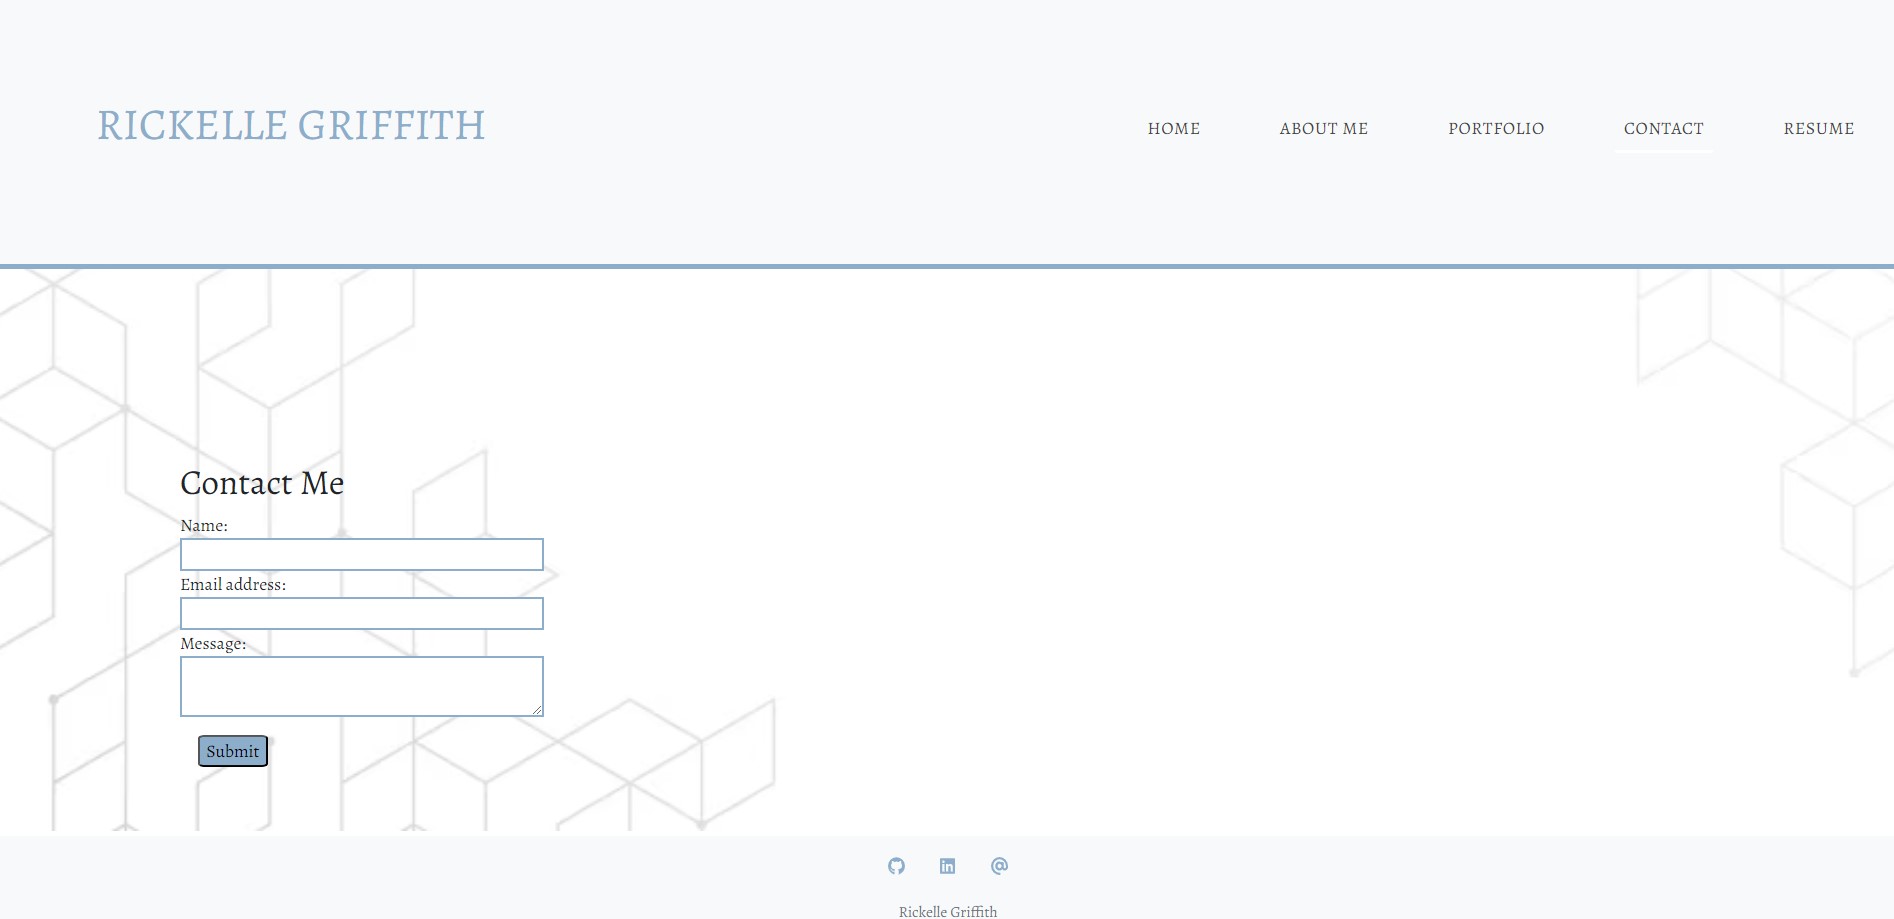 RICKELLE GRIFFITH
HOME ABOUT ME PORTFOLIO CONTACT RESUME
Contact Me
Name:
Email address:
Message:
Submit
Rickelle Griffith